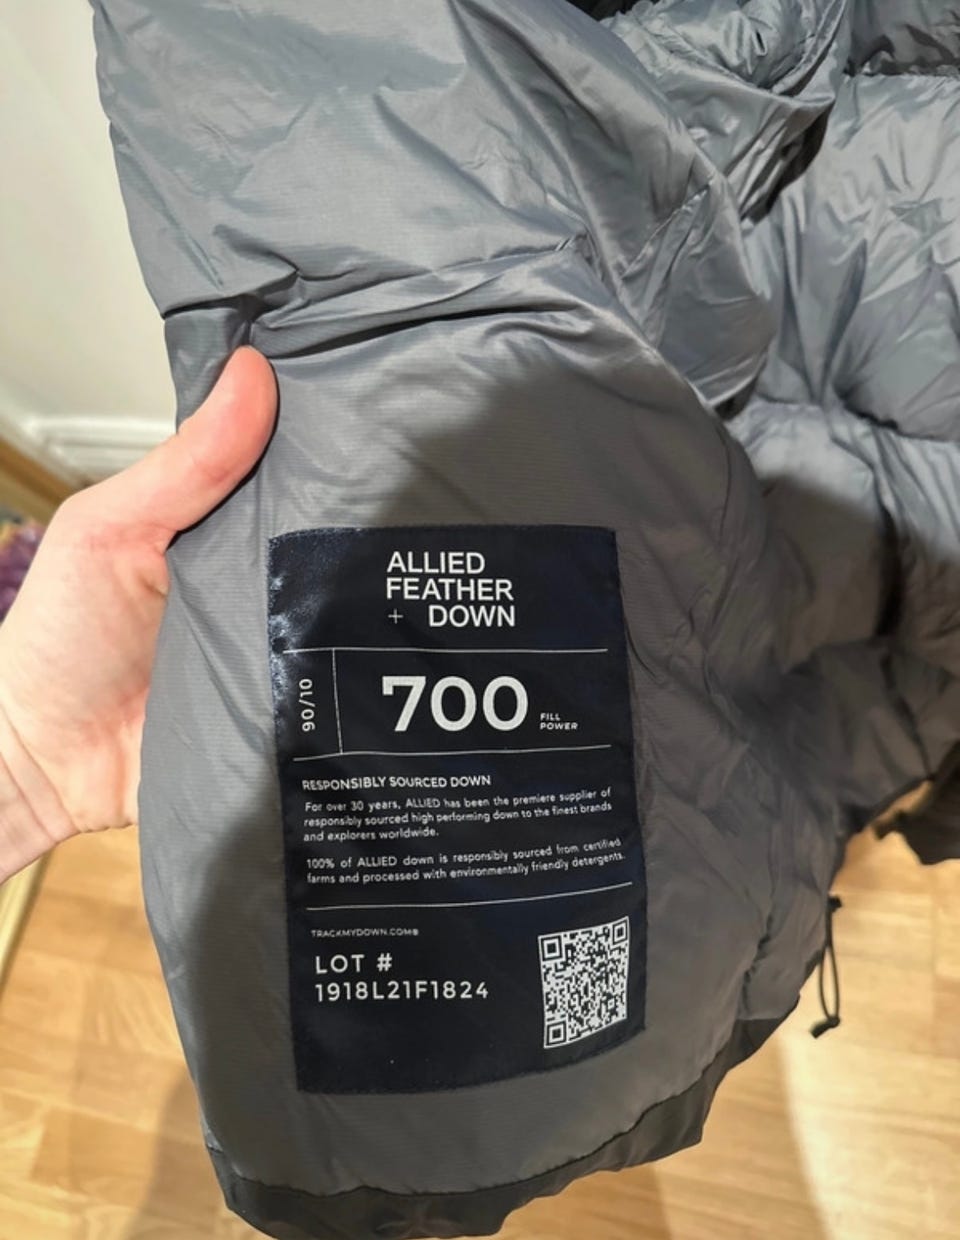 ALLIED
FEATHER
+ DOWN
90/10
700
FILL
POWER
RESPONSIBLY SOURCED DOWN
For over 30 years, ALLIED has been the premiere supplier of
responsibly sourced high performing down to the finest brands
and explorers worldwide.
100% of ALLIED down is responsibly sourced from certified
farms and processed with environmentally friendly detergents.
TRACKMYDOWN.COM®
LOT #
1918L21F1824